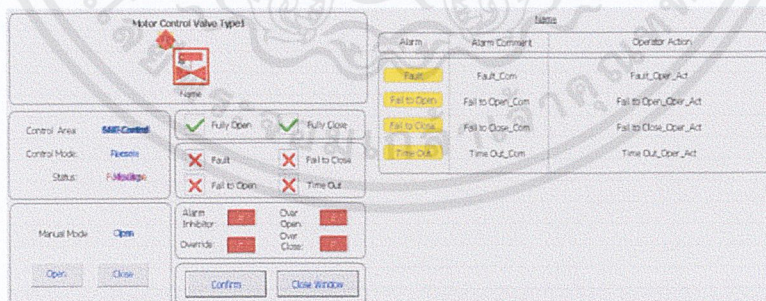 Motor Control Valve Type1
Name
Control Area:
Control Mode:
Status:
Fully Open
Fully Close
Fault
Fail to Close
Fail to Open
Time Out
Manual Mode
Open
Close
Alarm Inhibitor:
Over Open:
Override:
Over Close:
Confirm
Close Window
Name
Alarm Alarm Comment Operator Action
Fault Fault_Com Fault_Oper_Act
Fail to Open Fail to Open_Com Fail to Open_Oper_Act
Fail to Close Fail to Close_Com Fail to Close_Oper_Act
Time Out Time Out_Com Time Out_Oper_Act